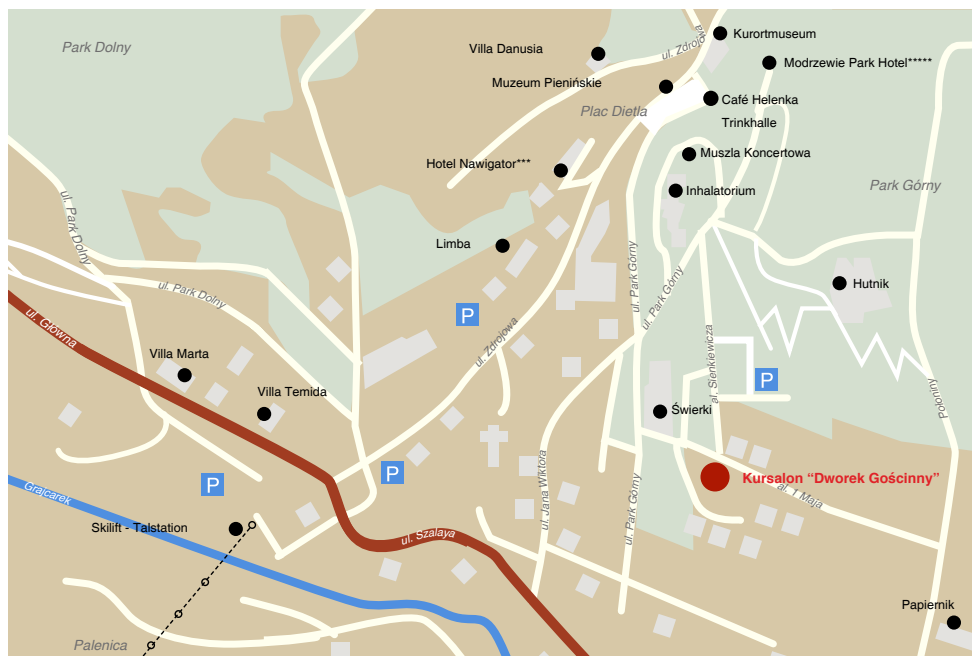 Park Dolny
Villa Danusia
ul. Zdrojowa
Kurortmuseum
Modrzewie Park Hotel*****
Muzeum Pienińskie
Plac Dietla
Café Helenka
Trinkhalle
Hotel Nawigator***
Muszla Koncertowa
Inhalatorium
Park Górny
ul. Park Dolny
Limba
ul. Park Górny
ul. Park Górny
Hutnik
ul. Park Dolny
P
ul. Główna
ul. Zdrojowa
al. Sienkiewicza
Villa Marta
Villa Temida
P
Połoniny
Świerki
P
P
Kursalon “Dworek Gościnny”
al. 1 Maja
Grajcarek
ul. Jana Wiktora
ul. Park Górny
Skilift - Talstation
ul. Szalaya
Papiernik
Palenica